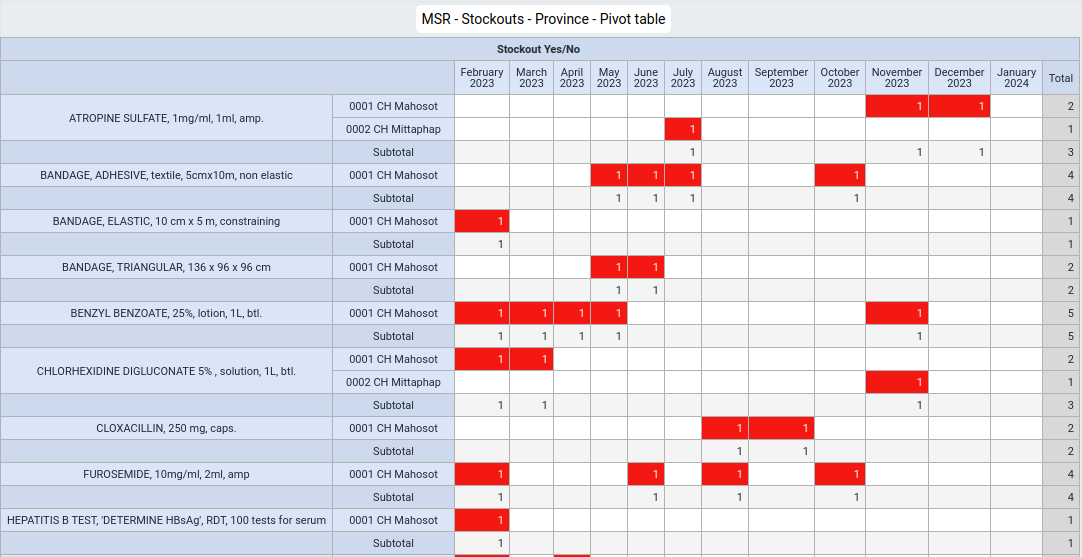 MSR - Stockouts - Province - Pivot table
Stockout Yes/No
February 2023 March 2023 April 2023 May 2023 June 2023 July 2023 August 2023 September 2023 October 2023 November 2023 December 2023 January 2024 Total
ATROPINE SULFATE, 1mg/ml, 1ml, amp. 0001 CH Mahosot 1 1 2
0002 CH Mittaphap 1 1
Subtotal 1 1 1 3
BANDAGE, ADHESIVE, textile, 5cmx10m, non elastic 0001 CH Mahosot 1 1 1 1 4
Subtotal 1 1 1 1 4
BANDAGE, ELASTIC, 10 cm x 5 m, constraining 0001 CH Mahosot 1 1
Subtotal 1 1
BANDAGE, TRIANGULAR, 136 x 96 x 96 cm 0001 CH Mahosot 1 1 2
Subtotal 1 1 2
BENZYL BENZOATE, 25%, lotion, 1L, btl. 0001 CH Mahosot 1 1 1 1 1 5
Subtotal 1 1 1 1 1 5
CHLORHEXIDINE DIGLUCONATE 5% , solution, 1L, btl. 0001 CH Mahosot 1 1 2
0002 CH Mittaphap 1 1
Subtotal 1 1 1 3
CLOXACILLIN, 250 mg, caps. 0001 CH Mahosot 1 1 2
Subtotal 1 1 2
FUROSEMIDE, 10mg/ml, 2ml, amp 0001 CH Mahosot 1 1 1 1 4
Subtotal 1 1 1 1 4
HEPATITIS B TEST, 'DETERMINE HBsAg', RDT, 100 tests for serum 0001 CH Mahosot 1 1
Subtotal 1 1